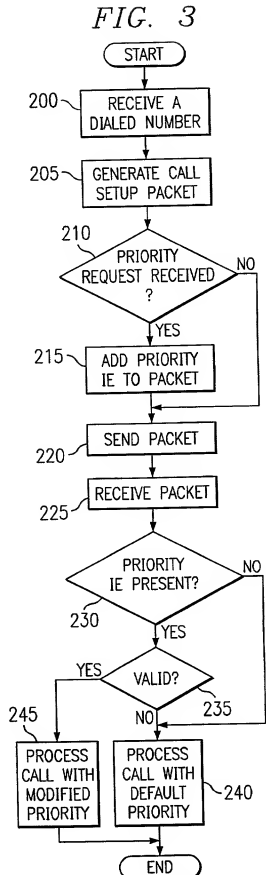 FIG. 3
START
200
RECEIVE A
DIALED NUMBER
205
GENERATE CALL
SETUP PACKET
210
PRIORITY
REQUEST RECEIVED
?
NO
YES
215
ADD PRIORITY
IE TO PACKET
220
SEND PACKET
225
RECEIVE PACKET
230
PRIORITY
IE PRESENT?
NO
YES
YES
VALID?
235
NO
245
PROCESS
CALL WITH
MODIFIED
PRIORITY
PROCESS
CALL WITH
DEFAULT
PRIORITY
240
END